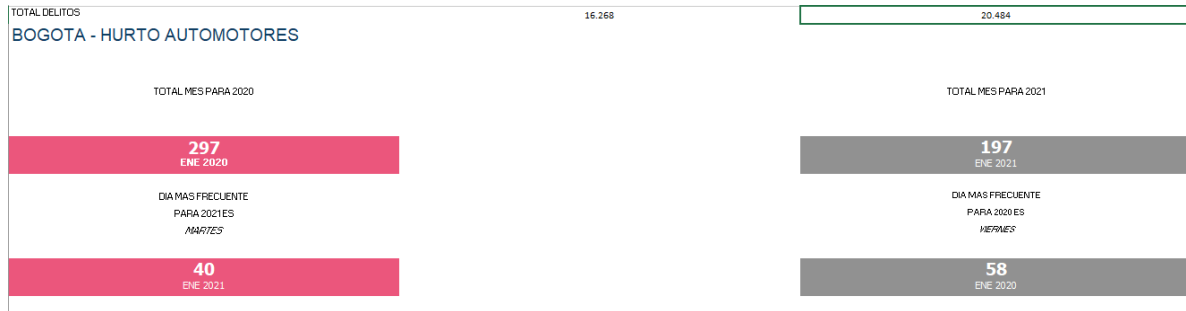 TOTAL DELITOS 16.268 20.484
BOGOTA - HURTO AUTOMOTORES
TOTAL MES PARA 2020 TOTAL MES PARA 2021
297 197
ENE 2020 ENE 2021
DIA MAS FRECUENTE DIA MAS FRECUENTE
PARA 2021 ES PARA 2020 ES
MARTES VIERNES
40 58
ENE 2021 ENE 2020